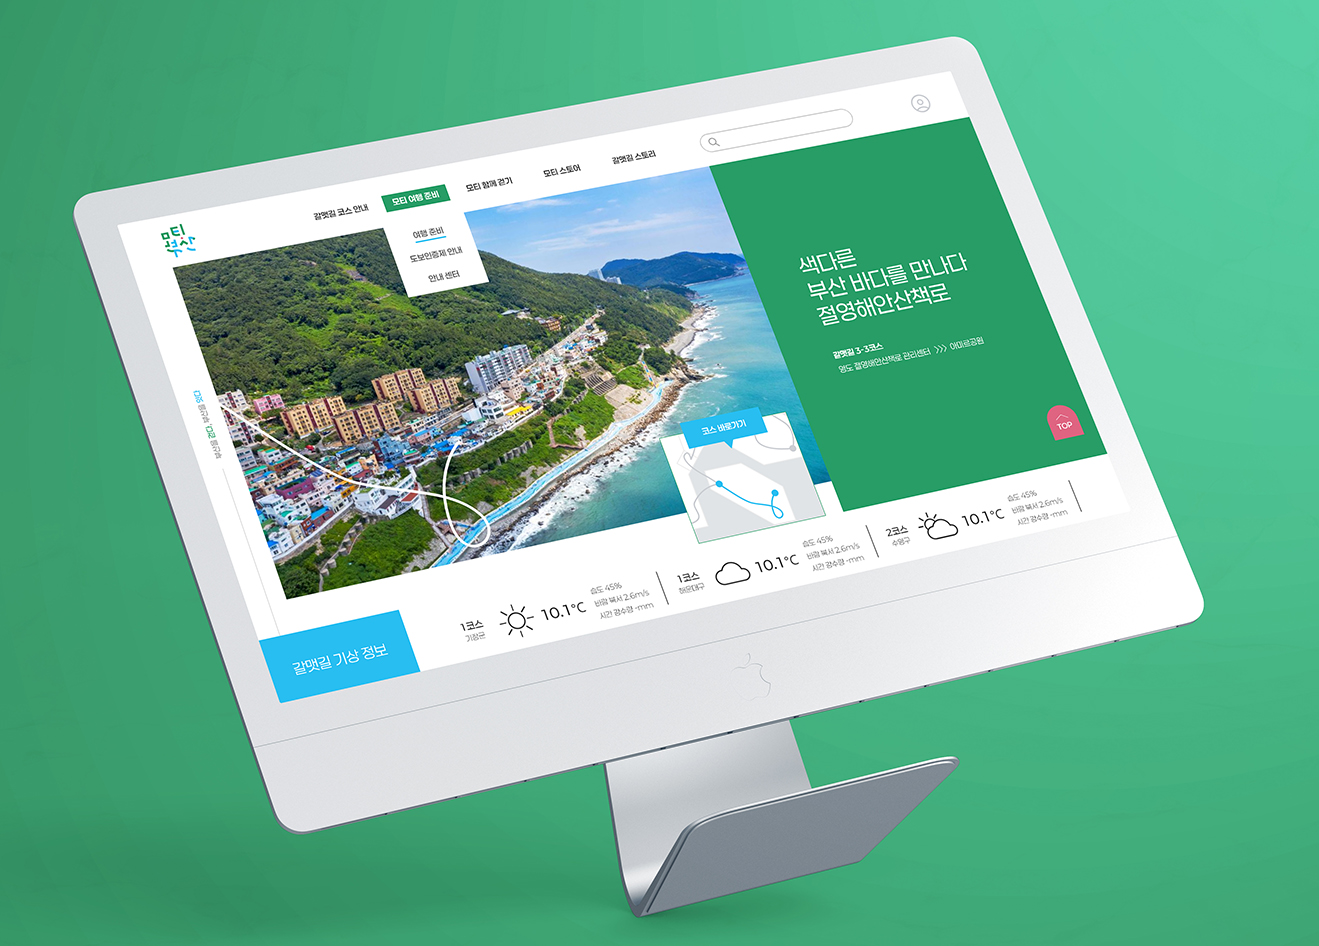 모티
부산
갈맷길 코스 안내
모티 여행 준비
모티 함께 걷기
모티 스토어
갈맷길 스토리
여행 준비
도보인증제 안내
안내 센터
색다른
부산 바다를 만나다
절영해안산책로
갈맷길 3-3코스
영도 절영해안산책로 관리센터 >>> 아미르공원
코스 바로가기
TOP
갈맷길 기상 정보
1코스
기장군
10.1°C
습도 45%
바람 북서 2.6m/s
시간 강수량 -mm
1코스
해운대구
10.1°C
습도 45%
바람 북서 2.6m/s
시간 강수량 -mm
2코스
수영구
10.1°C
습도 45%
바람 북서 2.6m/s
시간 강수량 -mm